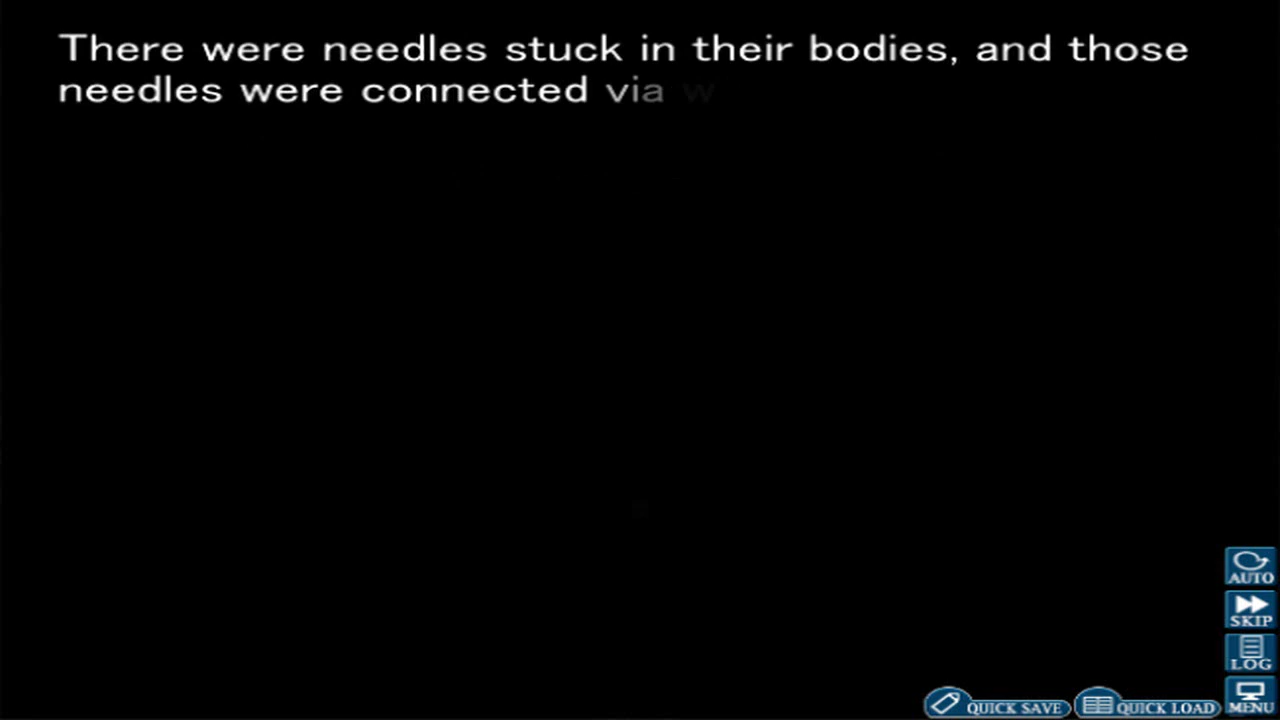 There were needles stuck in their bodies, and those
needles were connected via w
AUTO
SKIP
LOG
QUICK SAVE
QUICK LOAD
MENU